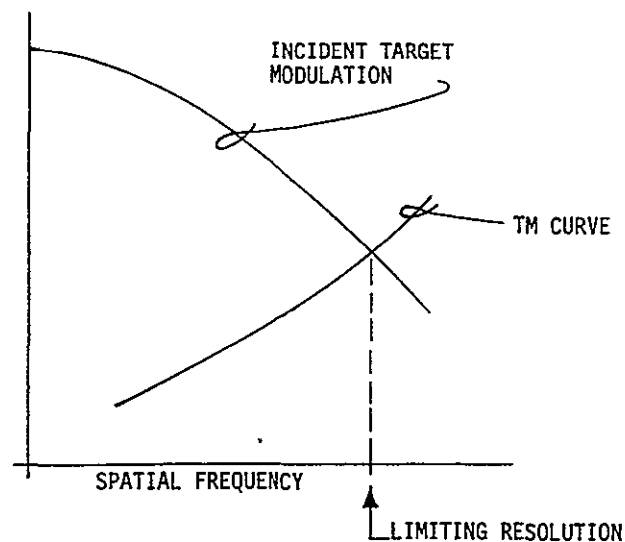 INCIDENT TARGET
MODULATION
TM CURVE
SPATIAL FREQUENCY
LIMITING RESOLUTION